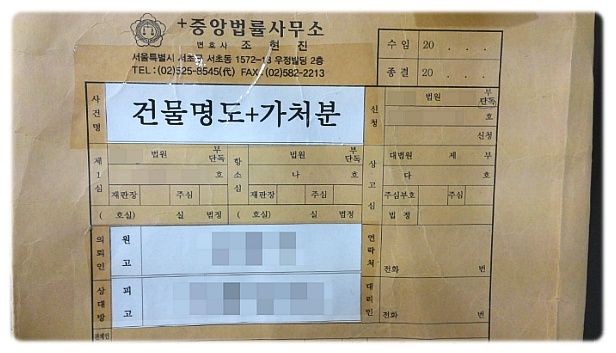 +중앙법률사무소
변호사 조현진
서울특별시 서초구 서초동 1572-13 우정빌딩 2층
TEL:(02)525-8545(代) FAX:(02)582-2213
수임 20 . . .
종결 20 . . .
사건명 건물명도+가처분 신청 법원 부 단독 호 신청
제1심 법원 부 단독 호 항소심 법원 부 단독 나 호 상고심 대법원 제 부 다 호
재판장 주심 재판장 주심 주심부호 주심
( 호실) 실 법정 ( 호실) 실 법정 법정
의뢰인 원고 연락처 전화 번
상대방 피고 대리인 전화 번